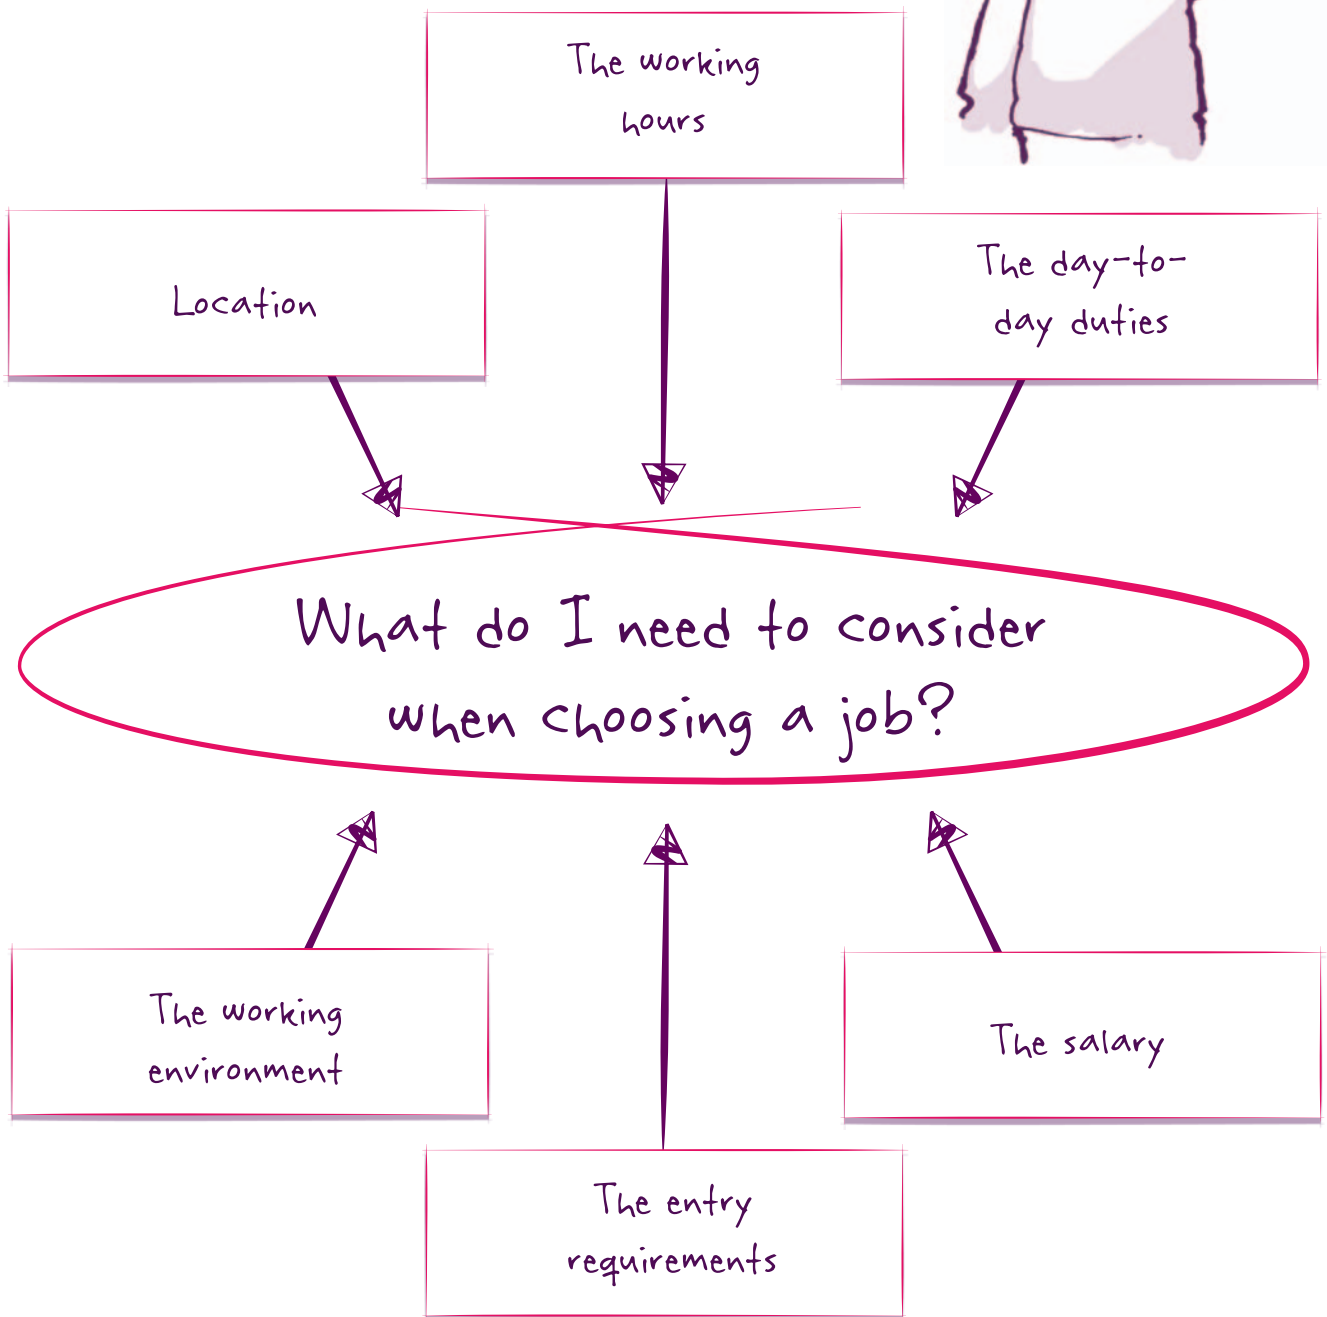 The working
hours
Location
The day-to-
day duties
What do I need to consider
when choosing a job?
The working
environment
The salary
The entry
requirements